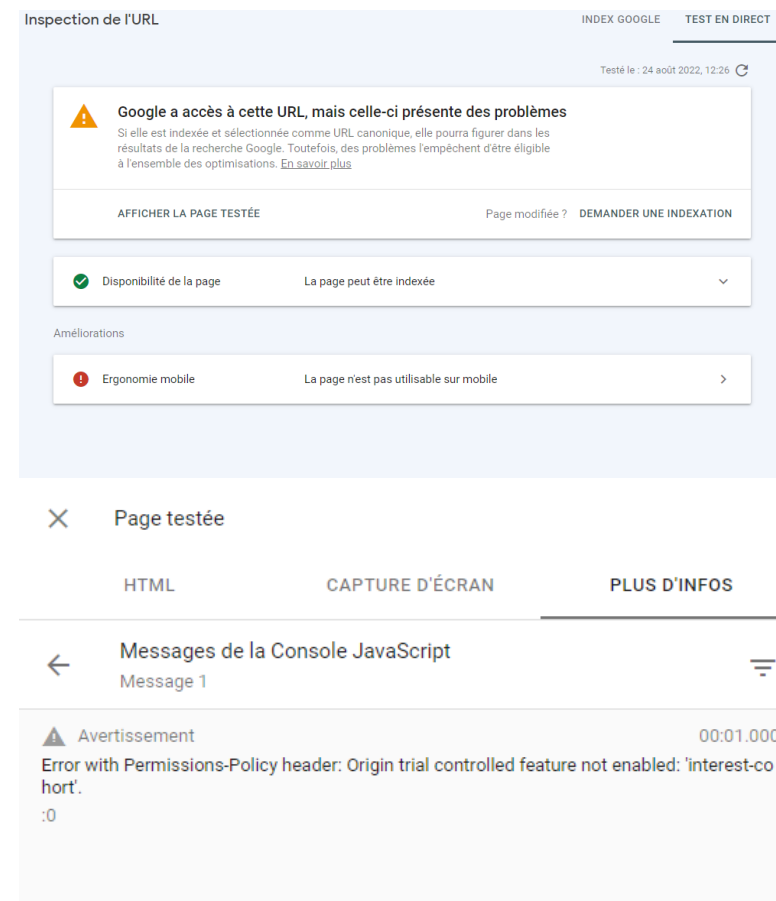 Inspection de l'URL
INDEX GOOGLE
TEST EN DIRECT
Testé le : 24 août 2022, 12:26
Google a accès à cette URL, mais celle-ci présente des problèmes
Si elle est indexée et sélectionnée comme URL canonique, elle pourra figurer dans les
résultats de la recherche Google. Toutefois, des problèmes l'empêchent d'être éligible
à l'ensemble des optimisations. En savoir plus
AFFICHER LA PAGE TESTÉE
Page modifiée ? DEMANDER UNE INDEXATION
Disponibilité de la page
La page peut être indexée
Améliorations
Ergonomie mobile
La page n'est pas utilisable sur mobile
Page testée
HTML
CAPTURE D'ÉCRAN
PLUS D'INFOS
Messages de la Console JavaScript
Message 1
Avertissement
00:01.000
Error with Permissions-Policy header: Origin trial controlled feature not enabled: 'interest-co
hort'.
:0